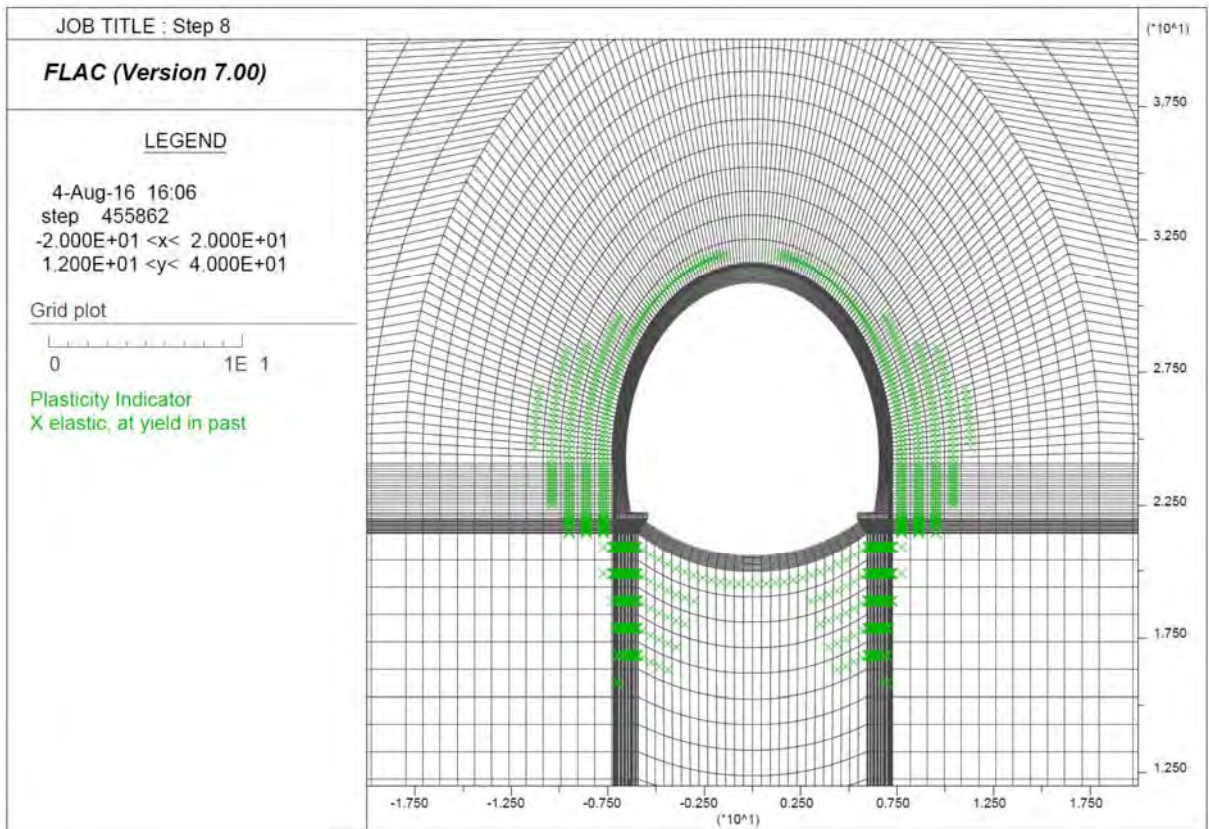 JOB TITLE : Step 8
(*10^1)
FLAC (Version 7.00)
LEGEND
4-Aug-16 16:06
step 455862
-2.000E+01 <x< 2.000E+01
1.200E+01 <y< 4.000E+01
Grid plot
0 1E 1
Plasticity Indicator
X elastic, at yield in past
3.750
3.250
2.750
2.250
1.750
1.250
-1.750 -1.250 -0.750 -0.250 0.250 0.750 1.250 1.750
(*10^1)